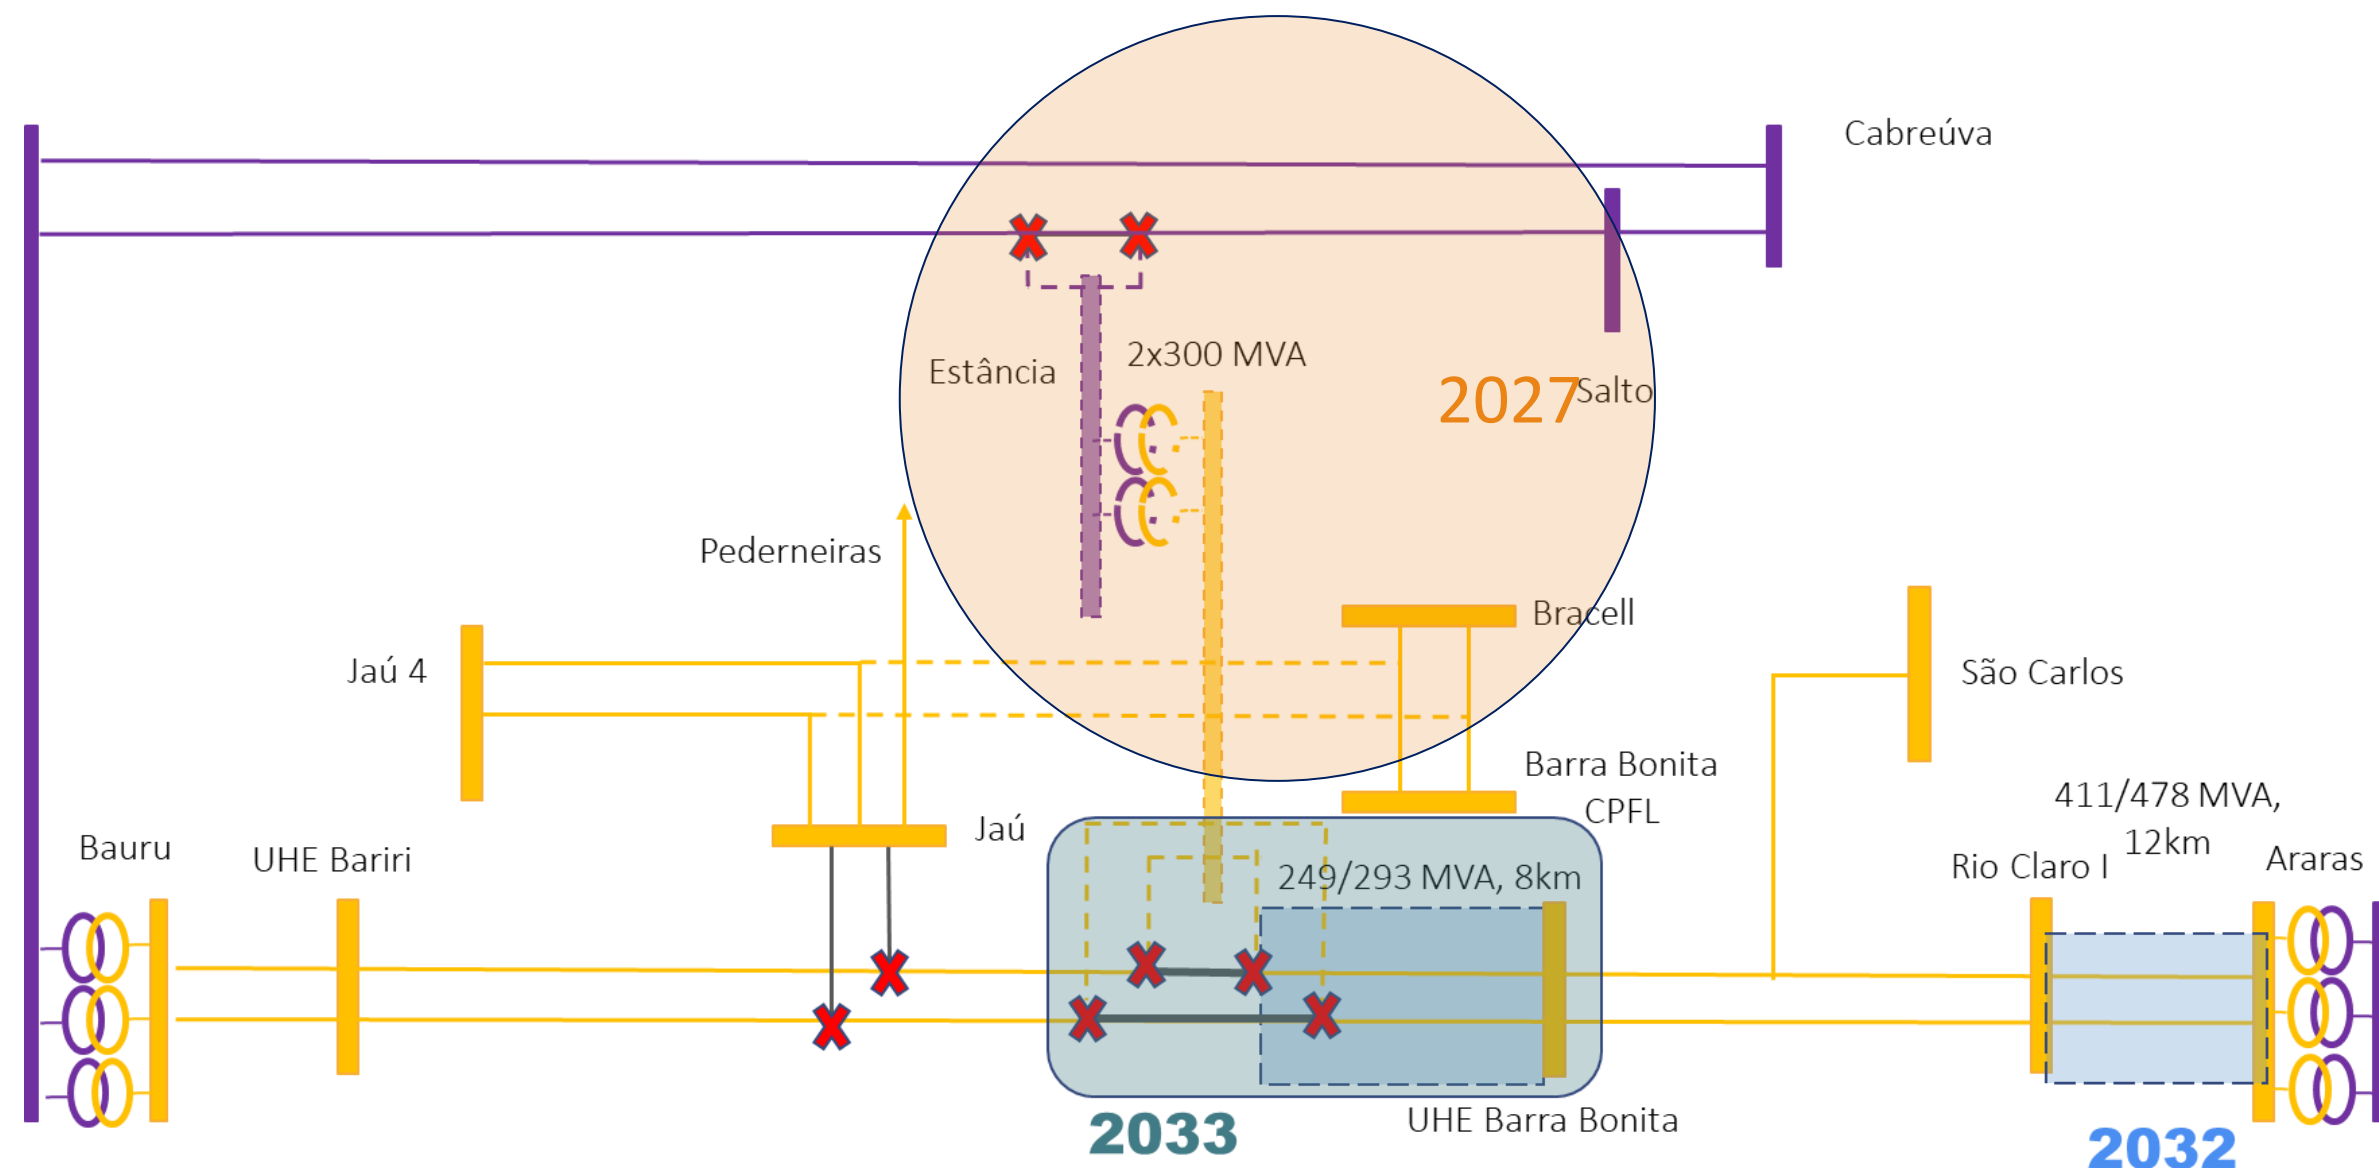 Cabreúva
2x300 MVA
Estância
2027
Salto
Pederneiras
Bracell
Jaú 4
São Carlos
Barra Bonita
CPFL
411/478 MVA,
12km
Jaú
Bauru
UHE Bariri
249/293 MVA, 8km
Rio Claro I
Araras
UHE Barra Bonita
2033
2032